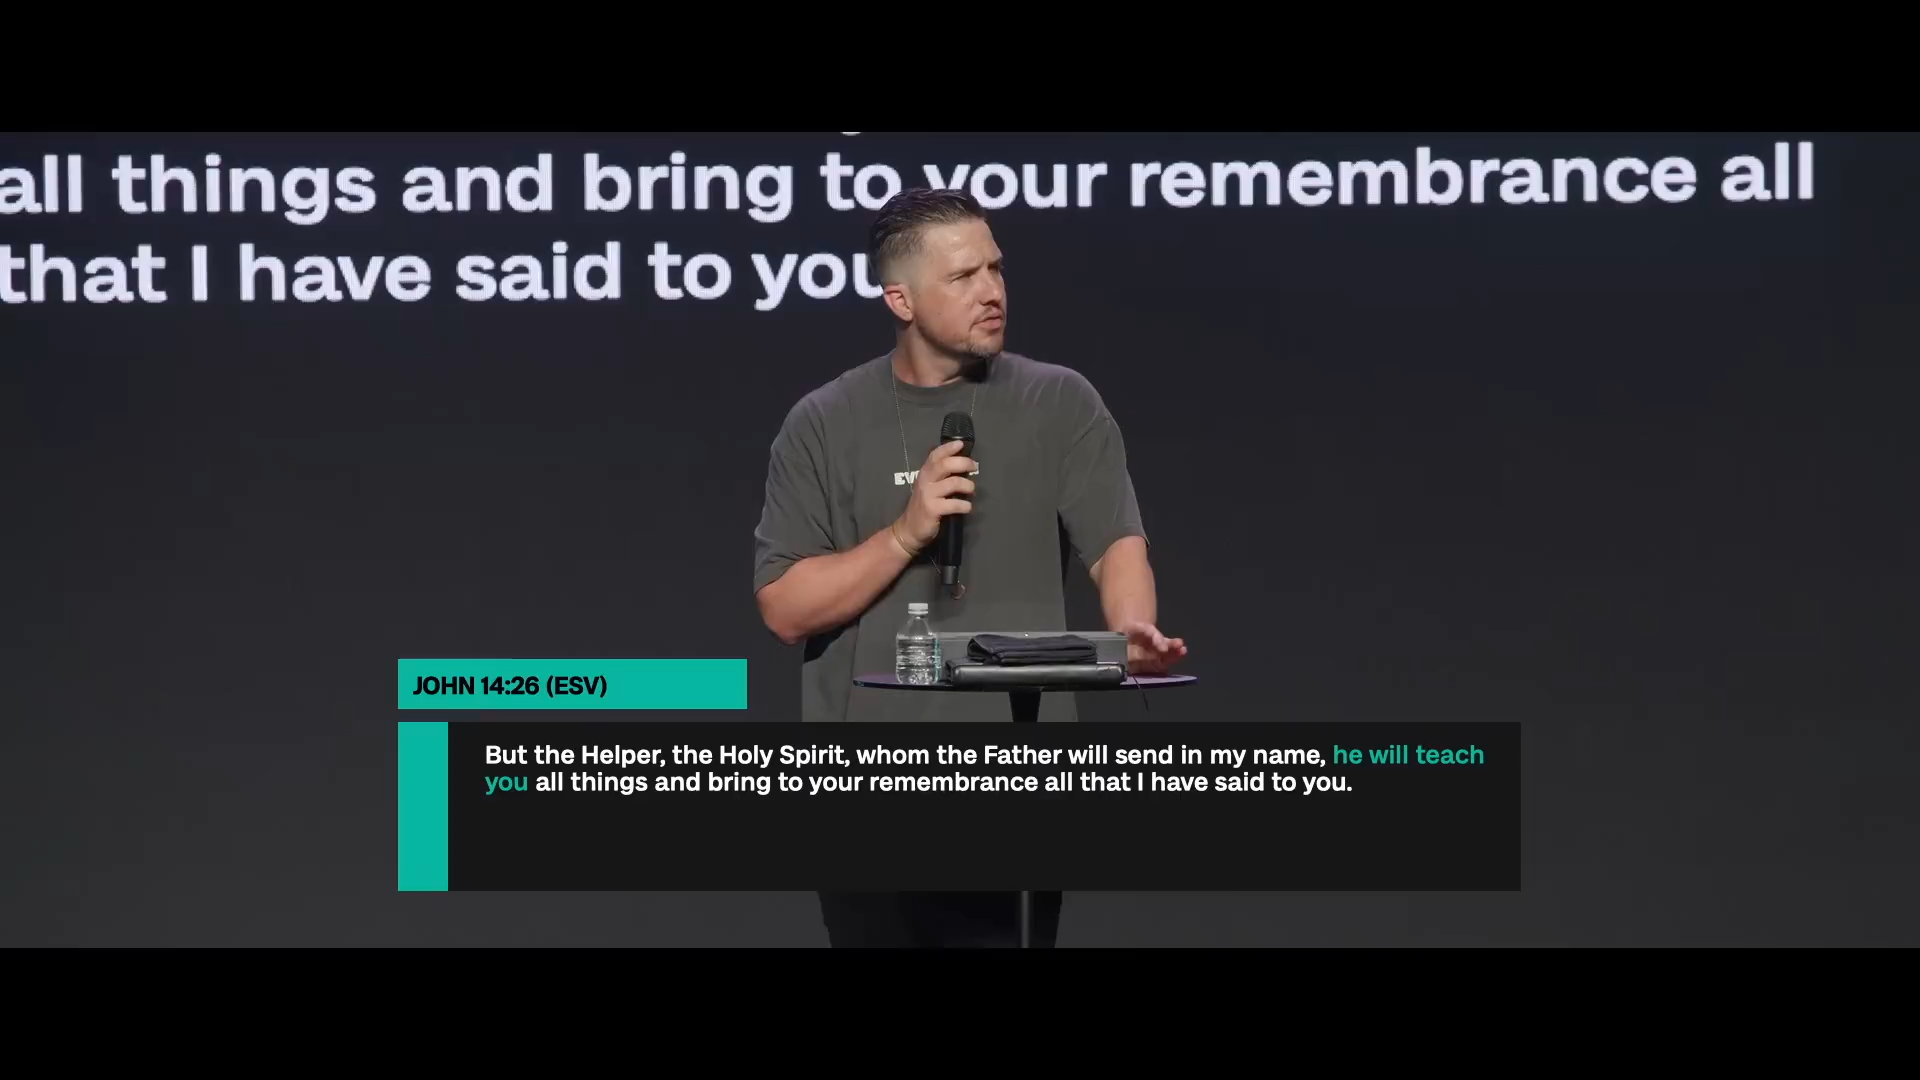 all things and bring to your remembrance all
that I have said to you
JOHN 14:26 (ESV)
But the Helper, the Holy Spirit, whom the Father will send in my name, he will teach
you all things and bring to your remembrance all that I have said to you.